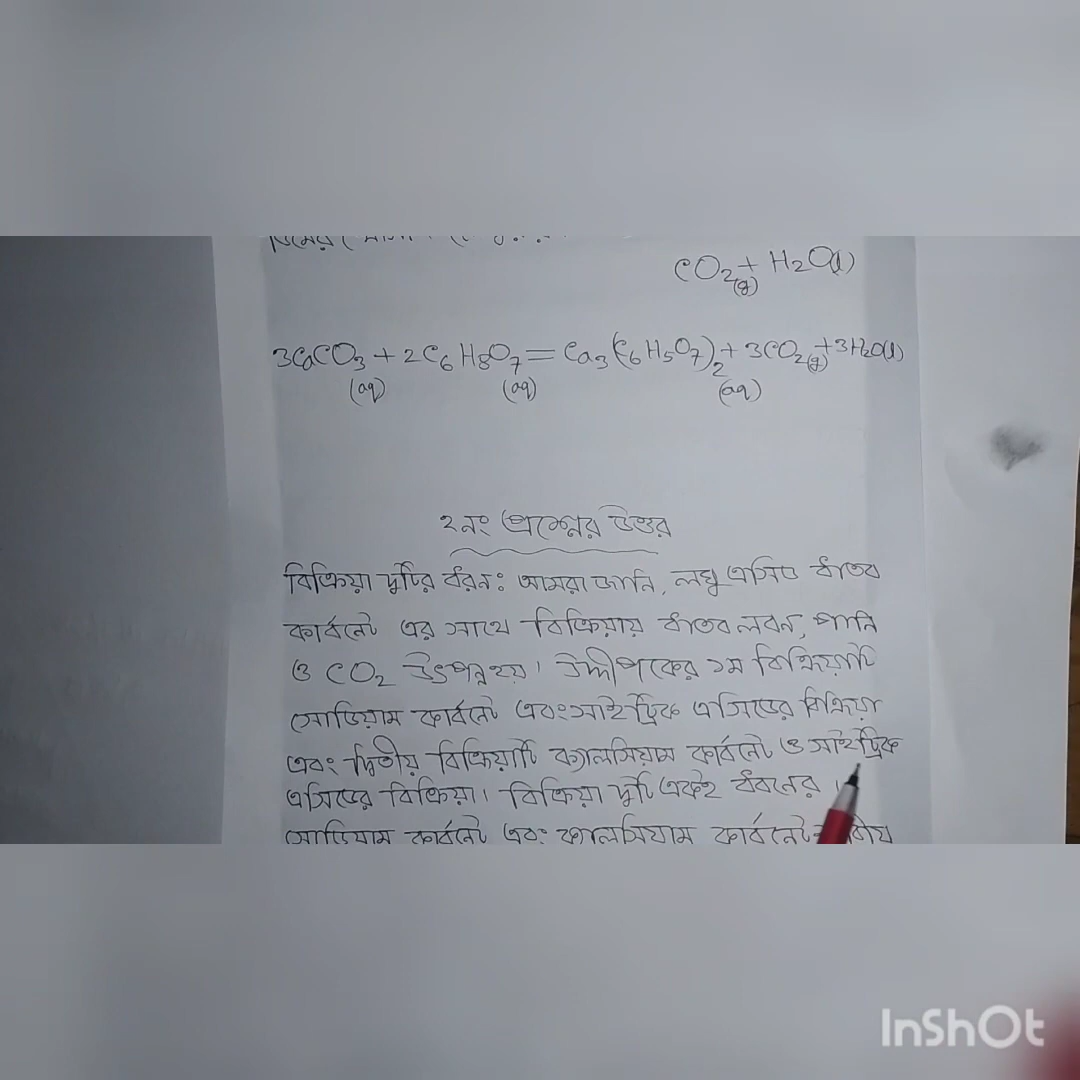 CO2(g) + H2O(l)
3CaCO3(aq) + 2C6H8O7(aq) = Ca3(C6H5O7)2(aq) + 3CO2(g) + 3H2O(l)
২নং প্রশ্নের উত্তর
বিক্রিয়া দুটির ধরন: আমরা জানি, লঘু এসিড ধাতব
কার্বনেট এর সাথে বিক্রিয়ায় ধাতব লবন, পানি
ও CO2 উৎপন্ন হয়। উদ্দীপকের ১ম বিক্রিয়াটি
সোডিয়াম কার্বনেট এবং সাইট্রিক এসিডের বিক্রিয়া
এবং দ্বিতীয় বিক্রিয়াটি ক্যালসিয়াম কার্বনেট ও সাইট্রিক
এসিডের বিক্রিয়া। বিক্রিয়া দুটি একই ধরনের।
সোডিয়াম কার্বনেট এবং ক্যালসিয়াম কার্বনেট
InShOt